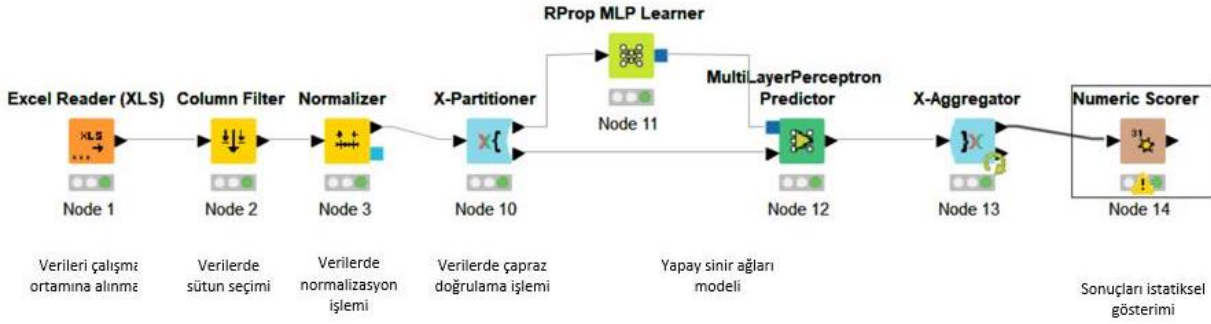 RProp MLP Learner
Node 11
MultiLayerPerceptron
Predictor
Node 12
Excel Reader (XLS)
XLS
Node 1
Column Filter
Node 2
Normalizer
Node 3
X-Partitioner
X{
Node 10
X-Aggregator
}X
Node 13
Numeric Scorer
31
Node 14
Verileri çalışma
ortamına alınma
Verilerde
sütun seçimi
Verilerde
normalizasyon
işlemi
Verilerde çapraz
doğrulama işlemi
Yapay sinir ağları
modeli
Sonuçları istatiksel
gösterimi